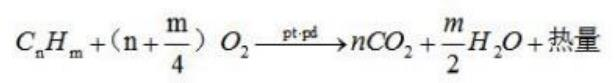 CₙHₘ + (n + m/4) O₂ —pt·pd→ nCO₂ + m/2 H₂O + 热量